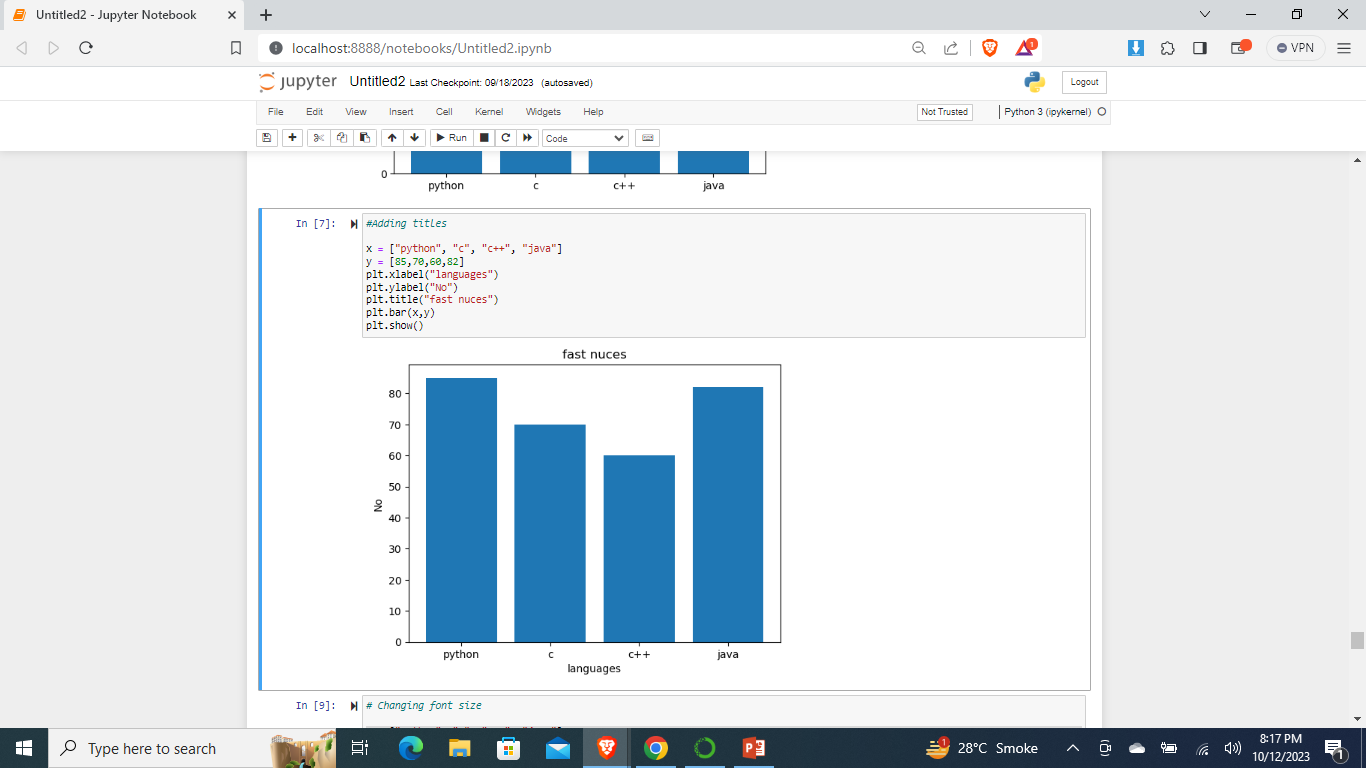 Untitled2 - Jupyter Notebook
localhost:8888/notebooks/Untitled2.ipynb
1
VPN
jupyter Untitled2 Last Checkpoint: 09/18/2023 (autosaved)
Logout
File Edit View Insert Cell Kernel Widgets Help
Not Trusted
Python 3 (ipykernel)
Run
Code
0
python c c++ java
In [7]:
#Adding titles
x = ["python", "c", "c++", "java"]
y = [85,70,60,82]
plt.xlabel("languages")
plt.ylabel("No")
plt.title("fast nuces")
plt.bar(x,y)
plt.show()
fast nuces
80
70
60
50
No
40
30
20
10
0
python c c++ java
languages
In [9]:
# Changing font size
Type here to search
1
28°C Smoke
8:17 PM
10/12/2023
1